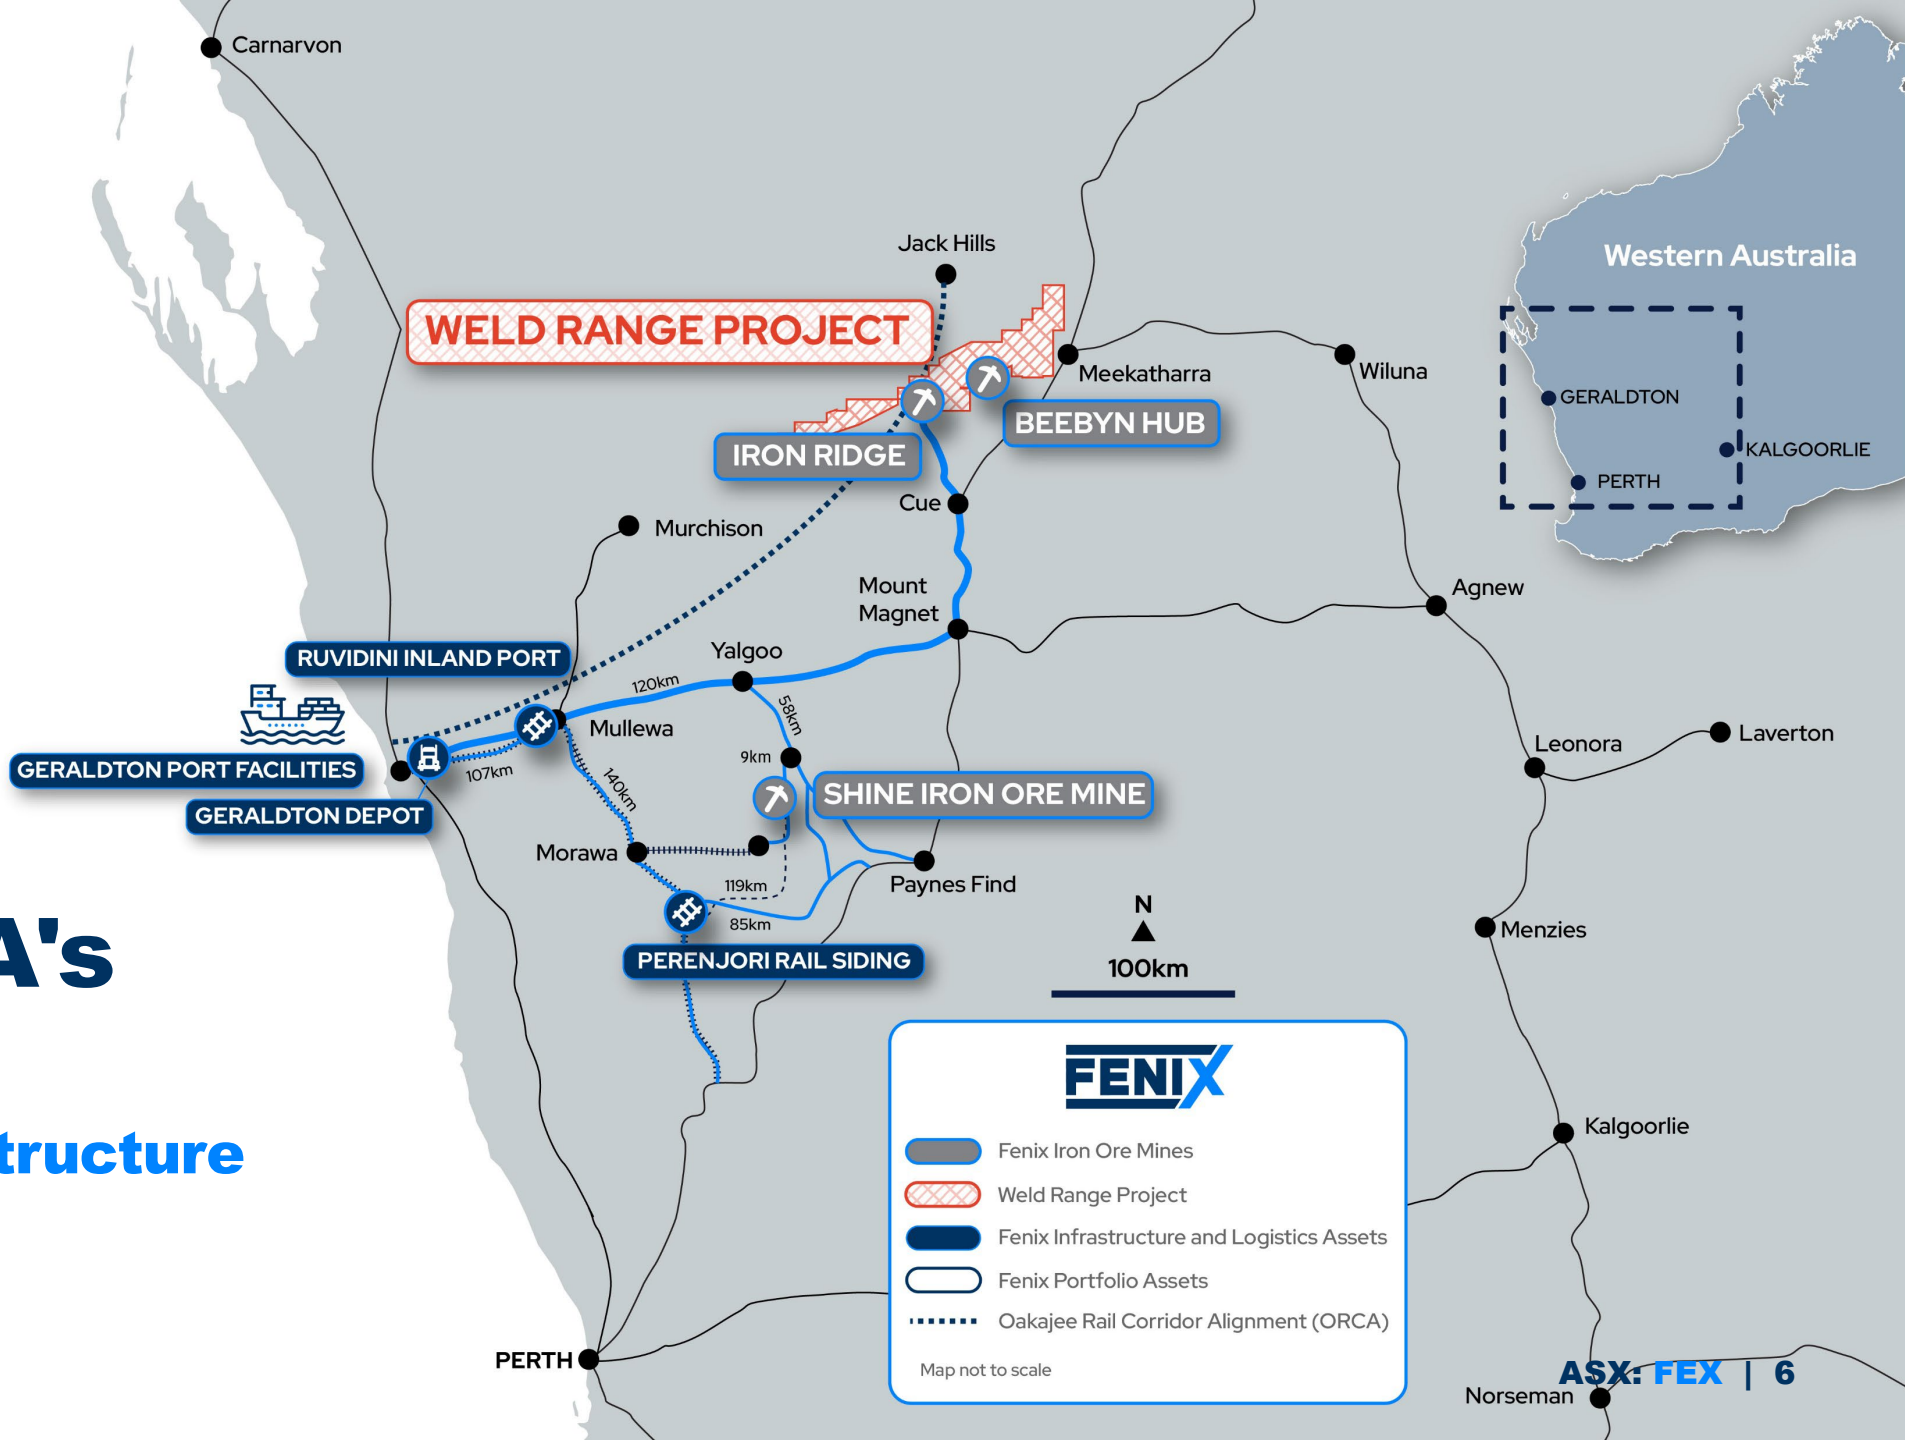 Carnarvon
Jack Hills
Western Australia
WELD RANGE PROJECT
Meekatharra
Wiluna
GERALDTON
BEEBYN HUB
IRON RIDGE
KALGOORLIE
PERTH
Cue
Murchison
Mount
Magnet
Agnew
RUVIDINI INLAND PORT
Yalgoo
120km
58km
Mullewa
Laverton
Leonora
9km
GERALDTON PORT FACILITIES
107km
140km
SHINE IRON ORE MINE
GERALDTON DEPOT
Morawa
119km
Paynes Find
85km
N
100km
PERENJORI RAIL SIDING
Menzies
A's
FENIX
Kalgoorlie
tructure
Fenix Iron Ore Mines
Weld Range Project
Fenix Infrastructure and Logistics Assets
Fenix Portfolio Assets
Oakajee Rail Corridor Alignment (ORCA)
Map not to scale
PERTH
ASX: FEX | 6
Norseman